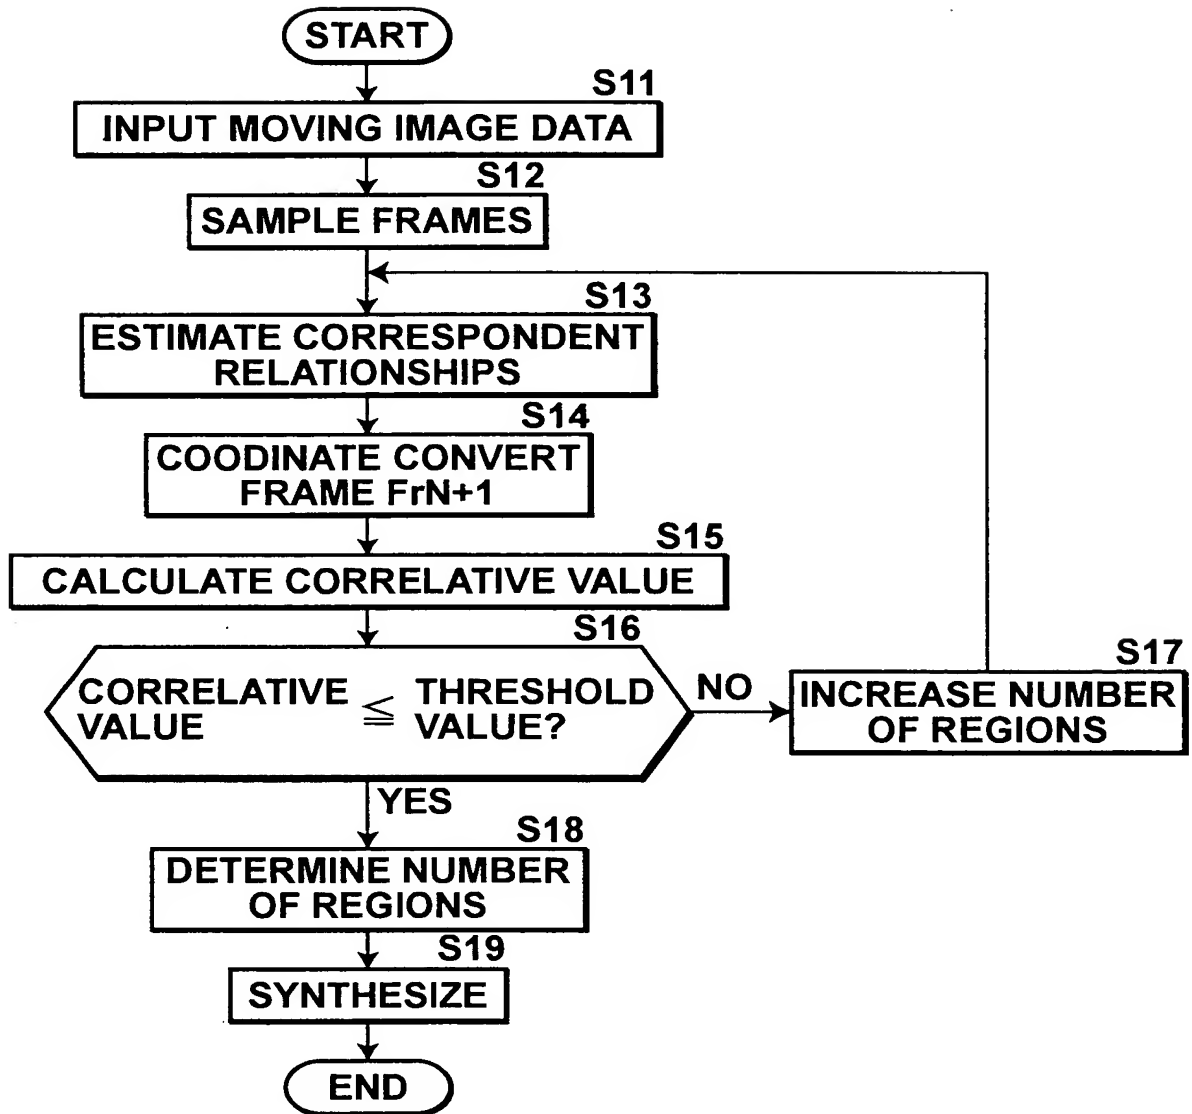 START
S11
INPUT MOVING IMAGE DATA
S12
SAMPLE FRAMES
S13
ESTIMATE CORRESPONDENT
RELATIONSHIPS
S14
COODINATE CONVERT
FRAME FrN+1
S15
CALCULATE CORRELATIVE VALUE
S16
CORRELATIVE
VALUE
≦
THRESHOLD
VALUE?
NO
S17
INCREASE NUMBER
OF REGIONS
YES
S18
DETERMINE NUMBER
OF REGIONS
S19
SYNTHESIZE
END